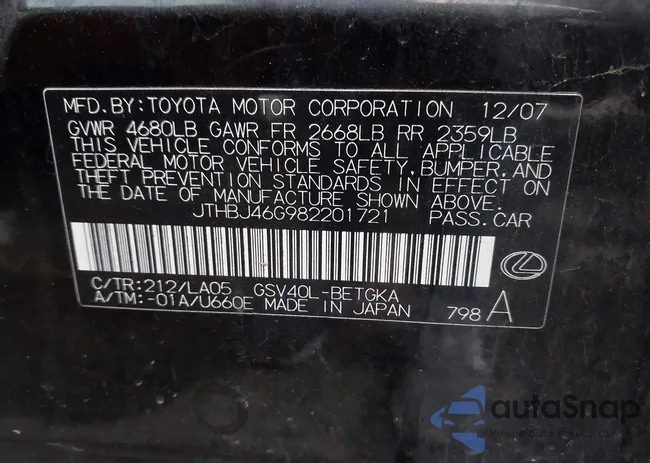 MFD.BY:TOYOTA MOTOR CORPORATION 12/07
GVWR 4680LB GAWR FR 2668LB RR 2359LB
THIS VEHICLE CONFORMS TO ALL APPLICABLE
FEDERAL MOTOR VEHICLE SAFETY,BUMPER,AND
THEFT PREVENTION STANDARDS IN EFFECT ON
THE DATE OF MANUFACTURE SHOWN ABOVE.
JTHBJ46G982201721 PASS.CAR
C/TR:212/LA05 GSV40L-BETGKA
A/TM:-01A/U660E MADE IN JAPAN 798 A
autoSnap